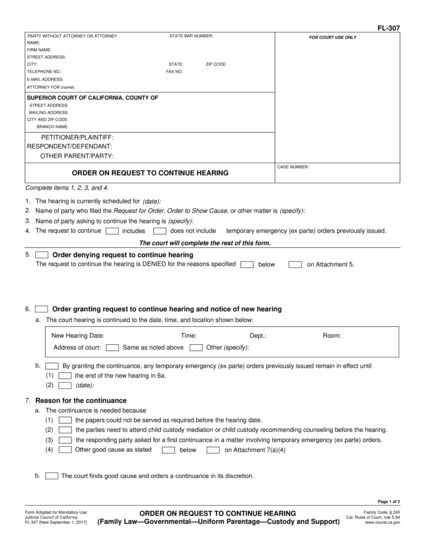 FL-307
PARTY WITHOUT ATTORNEY OR ATTORNEY STATE BAR NUMBER:
NAME:
FIRM NAME:
STREET ADDRESS:
CITY: STATE: ZIP CODE:
TELEPHONE NO.: FAX NO.:
E-MAIL ADDRESS:
ATTORNEY FOR (name):
FOR COURT USE ONLY
SUPERIOR COURT OF CALIFORNIA, COUNTY OF
STREET ADDRESS:
MAILING ADDRESS:
CITY AND ZIP CODE:
BRANCH NAME:
PETITIONER/PLAINTIFF:
RESPONDENT/DEFENDANT:
OTHER PARENT/PARTY:
ORDER ON REQUEST TO CONTINUE HEARING
CASE NUMBER:
Complete items 1, 2, 3, and 4.
1. The hearing is currently scheduled for (date):
2. Name of party who filed the Request for Order, Order to Show Cause, or other matter is (specify):
3. Name of party asking to continue the hearing is (specify):
4. The request to continue includes does not include temporary emergency (ex parte) orders previously issued.
The court will complete the rest of this form.
5. Order denying request to continue hearing
The request to continue the hearing is DENIED for the reasons specified below on Attachment 5.
6. Order granting request to continue hearing and notice of new hearing
a. The court hearing is continued to the date, time, and location shown below:
New Hearing Date: Time: Dept.: Room:
Address of court: Same as noted above Other (specify):
b. By granting the continuance, any temporary emergency (ex parte) orders previously issued remain in effect until
(1) the end of the new hearing in 6a.
(2) (date):
7. Reason for the continuance
a. The continuance is needed because
(1) the papers could not be served as required before the hearing date.
(2) the parties need to attend child custody mediation or child custody recommending counseling before the hearing.
(3) the responding party asked for a first continuance in a matter involving temporary emergency (ex parte) orders.
(4) Other good cause as stated below on Attachment 7(a)(4)
b. The court finds good cause and orders a continuance in its discretion.
Page 1 of 2
Form Adopted for Mandatory Use
Judicial Council of California
FL-307 [New September 1, 2017]
ORDER ON REQUEST TO CONTINUE HEARING
(Family Law—Governmental—Uniform Parentage—Custody and Support)
Family Code, § 245
Cal. Rules of Court, rule 5.94
www.courts.ca.gov